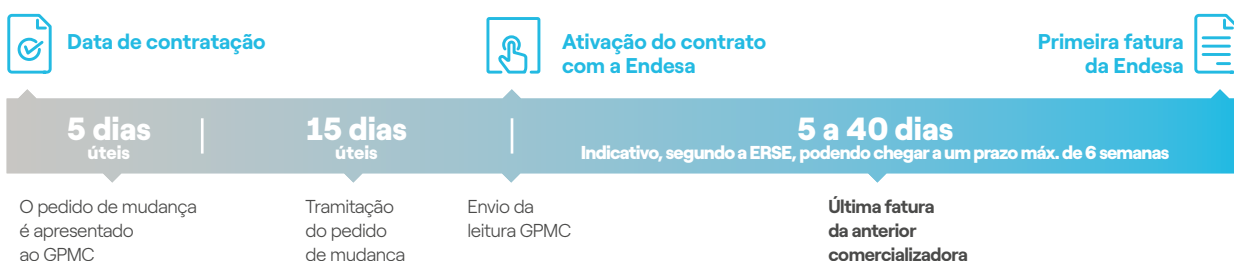 Data de contratação
Ativação do contrato
com a Endesa
Primeira fatura
da Endesa
5 dias
úteis
15 dias
úteis
5 a 40 dias
Indicativo, segundo a ERSE, podendo chegar a um prazo máx. de 6 semanas
O pedido de mudança
é apresentado
ao GPMC
Tramitação
do pedido
de mudança
Envio da
leitura GPMC
Última fatura
da anterior
comercializadora